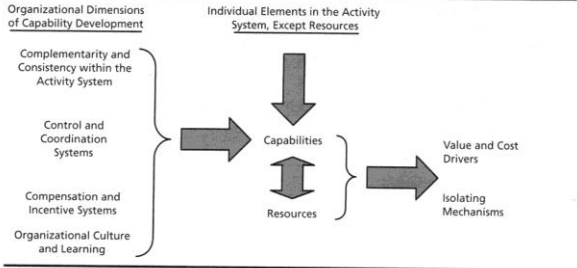 Organizational Dimensions
of Capability Development
Individual Elements in the Activity
System, Except Resources
Complementarity and
Consistency within the
Activity System
Control and
Coordination
Systems
Compensation and
Incentive Systems
Organizational Culture
and Learning
Capabilities
Resources
Value and Cost
Drivers
Isolating
Mechanisms